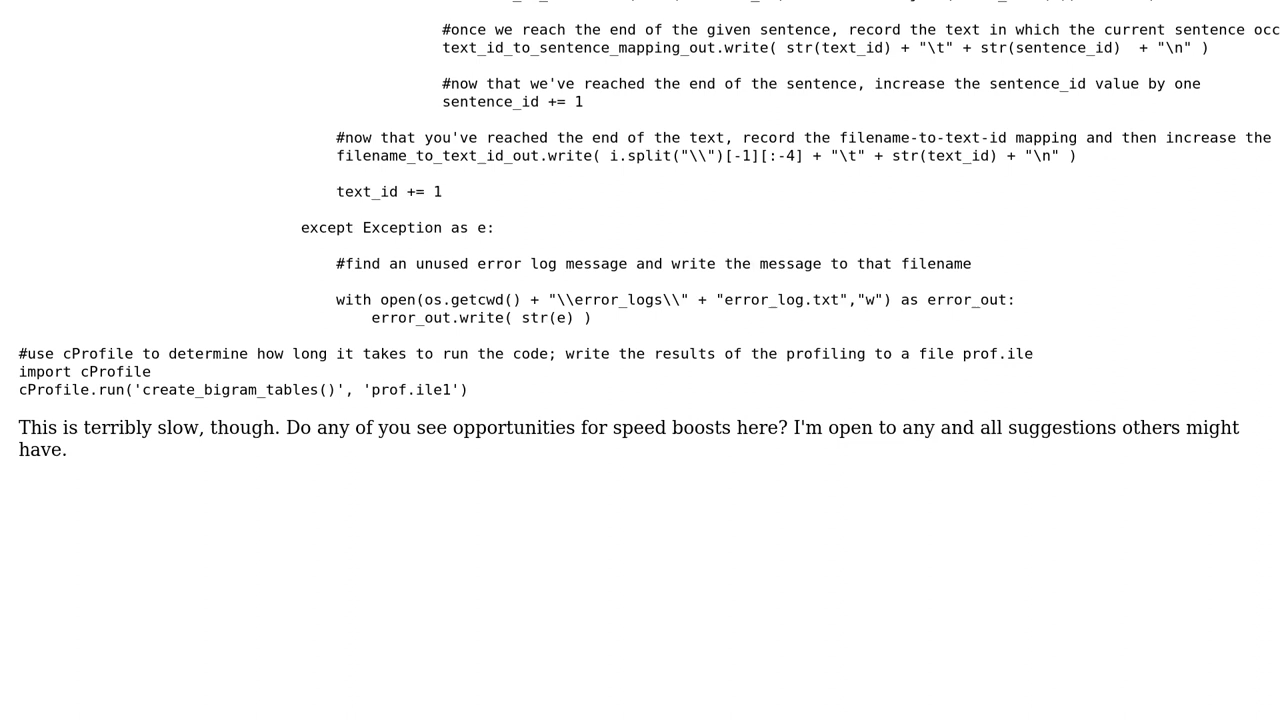 #once we reach the end of the given sentence, record the text in which the current sentence occ
text_id_to_sentence_mapping_out.write( str(text_id) + "\t" + str(sentence_id)  + "\n" )
#now that we've reached the end of the sentence, increase the sentence_id value by one
sentence_id += 1
#now that you've reached the end of the text, record the filename-to-text-id mapping and then increase the
filename_to_text_id_out.write( i.split("\\")[-1][:-4] + "\t" + str(text_id) + "\n" )
text_id += 1
except Exception as e:
#find an unused error log message and write the message to that filename
with open(os.getcwd() + "\\error_logs\\" + "error_log.txt","w") as error_out:
error_out.write( str(e) )
#use cProfile to determine how long it takes to run the code; write the results of the profiling to a file prof.ile
import cProfile
cProfile.run('create_bigram_tables()', 'prof.ile1')
This is terribly slow, though. Do any of you see opportunities for speed boosts here? I'm open to any and all suggestions others might
have.